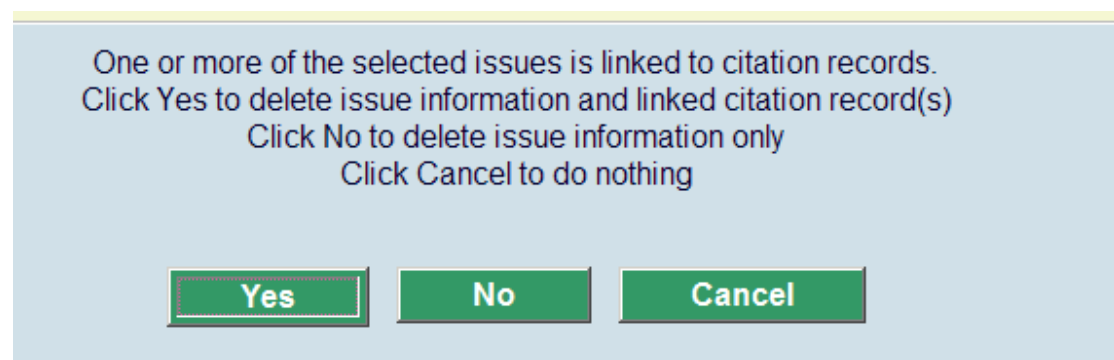 One or more of the selected issues is linked to citation records.
Click Yes to delete issue information and linked citation record(s)
Click No to delete issue information only
Click Cancel to do nothing
Yes No Cancel